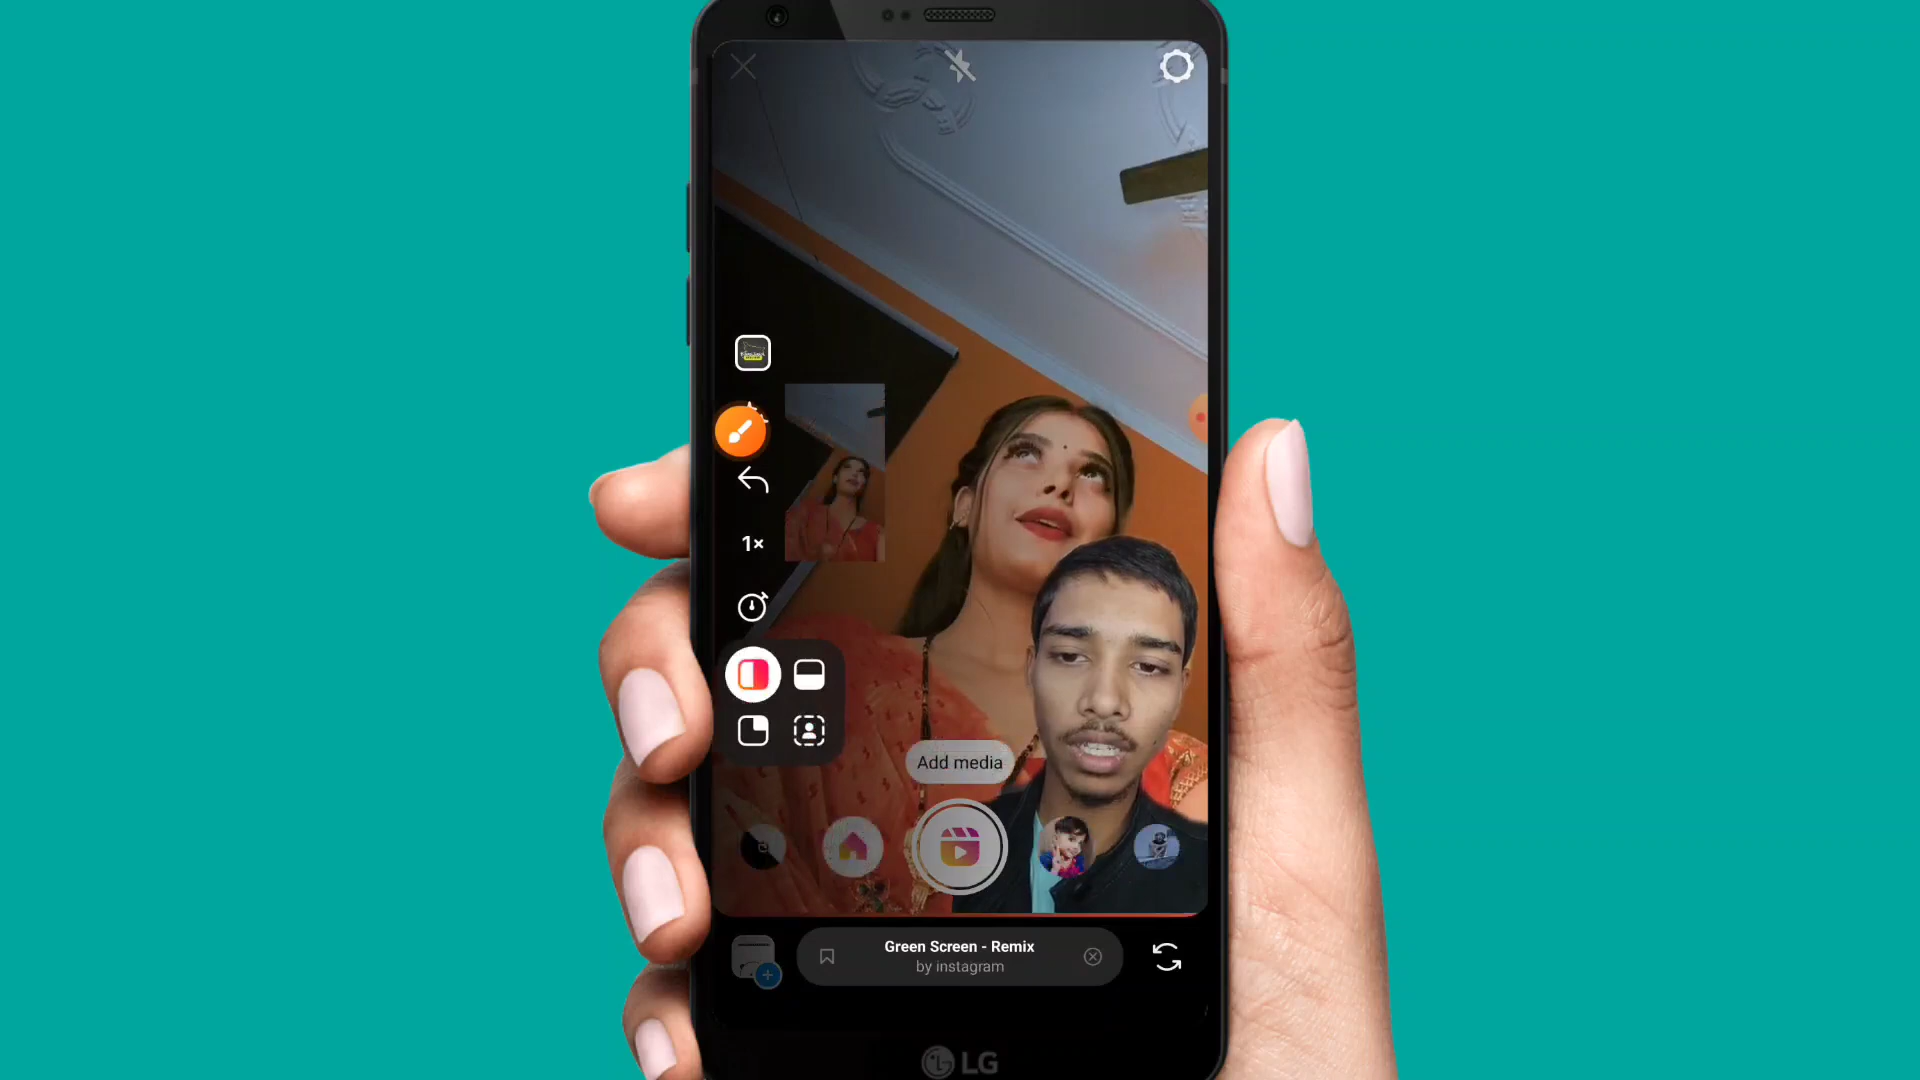 1×
Add media
Green Screen - Remix
by instagram
LG